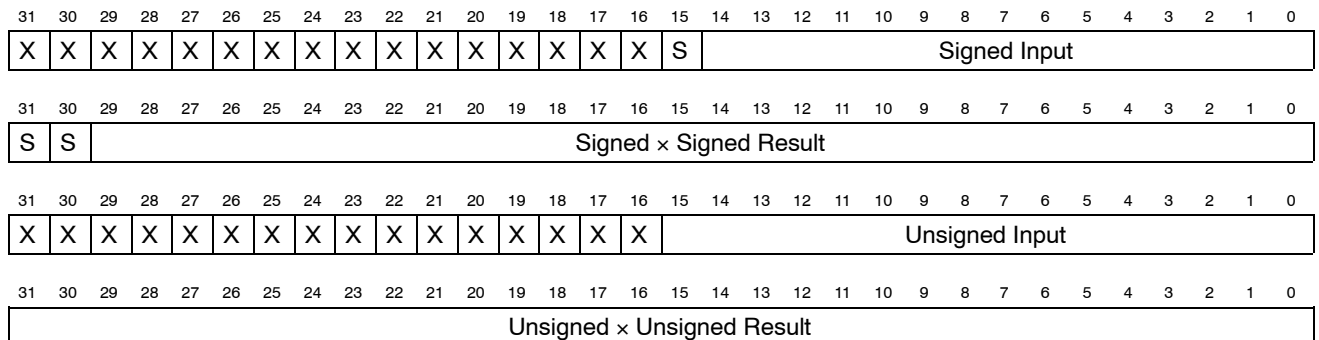 31 30 29 28 27 26 25 24 23 22 21 20 19 18 17 16 15 14 13 12 11 10 9 8 7 6 5 4 3 2 1 0
X X X X X X X X X X X X X X X X S Signed Input
31 30 29 28 27 26 25 24 23 22 21 20 19 18 17 16 15 14 13 12 11 10 9 8 7 6 5 4 3 2 1 0
S S Signed × Signed Result
31 30 29 28 27 26 25 24 23 22 21 20 19 18 17 16 15 14 13 12 11 10 9 8 7 6 5 4 3 2 1 0
X X X X X X X X X X X X X X X X Unsigned Input
31 30 29 28 27 26 25 24 23 22 21 20 19 18 17 16 15 14 13 12 11 10 9 8 7 6 5 4 3 2 1 0
Unsigned × Unsigned Result